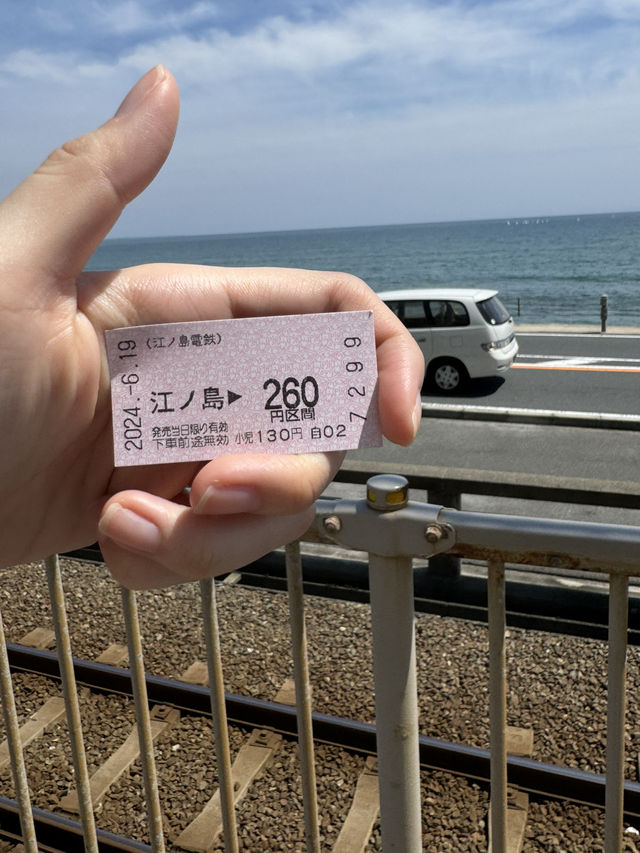 2024.-6.19
(江ノ島電鉄)
江ノ島▶260
円区間
発売当日限り有効
下車前途無効 小児130円 自02
7299